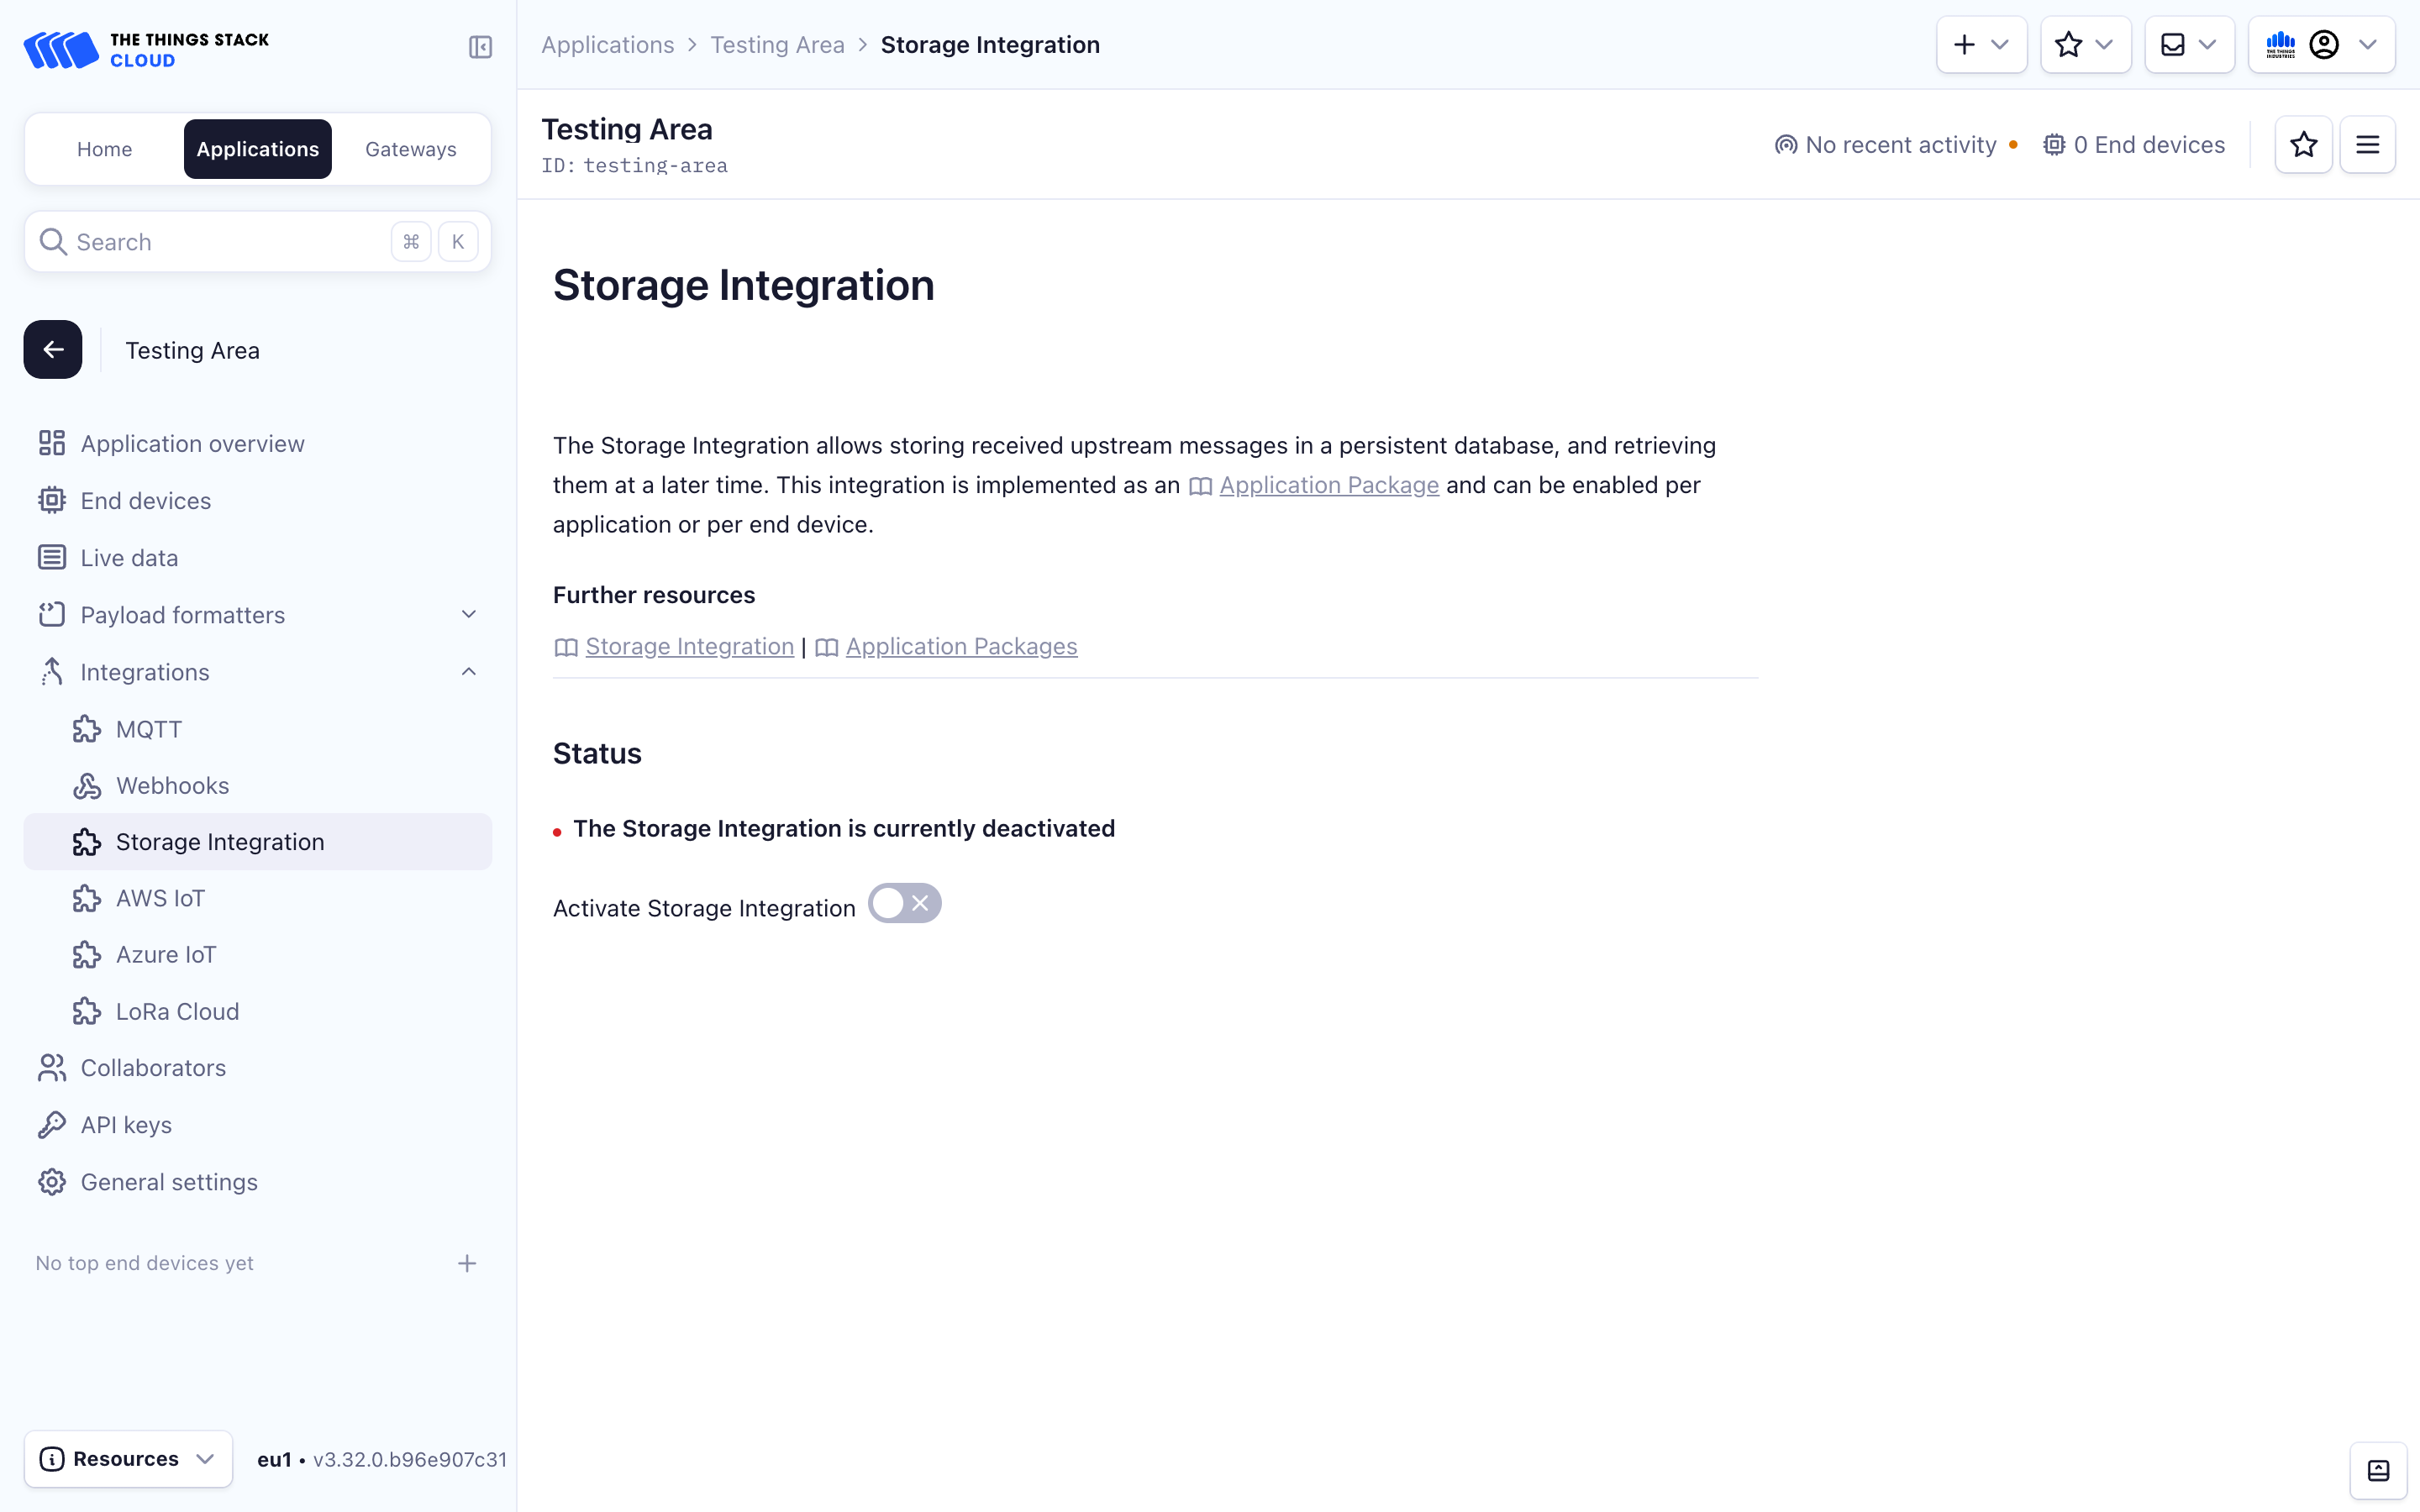 THE THINGS STACK
CLOUD
Home
Applications
Gateways
Search
⌘
K
Testing Area
Application overview
End devices
Live data
Payload formatters
Integrations
MQTT
Webhooks
Storage Integration
AWS IoT
Azure IoT
LoRa Cloud
Collaborators
API keys
General settings
No top end devices yet
Resources
eu1 • v3.32.0.b96e907c31
Applications > Testing Area > Storage Integration
THE THINGS
INDUSTRIES
Testing Area
ID: testing-area
No recent activity
0 End devices
Storage Integration
The Storage Integration allows storing received upstream messages in a persistent database, and retrieving
them at a later time. This integration is implemented as an Application Package and can be enabled per
application or per end device.
Further resources
Storage Integration | Application Packages
Status
The Storage Integration is currently deactivated
Activate Storage Integration